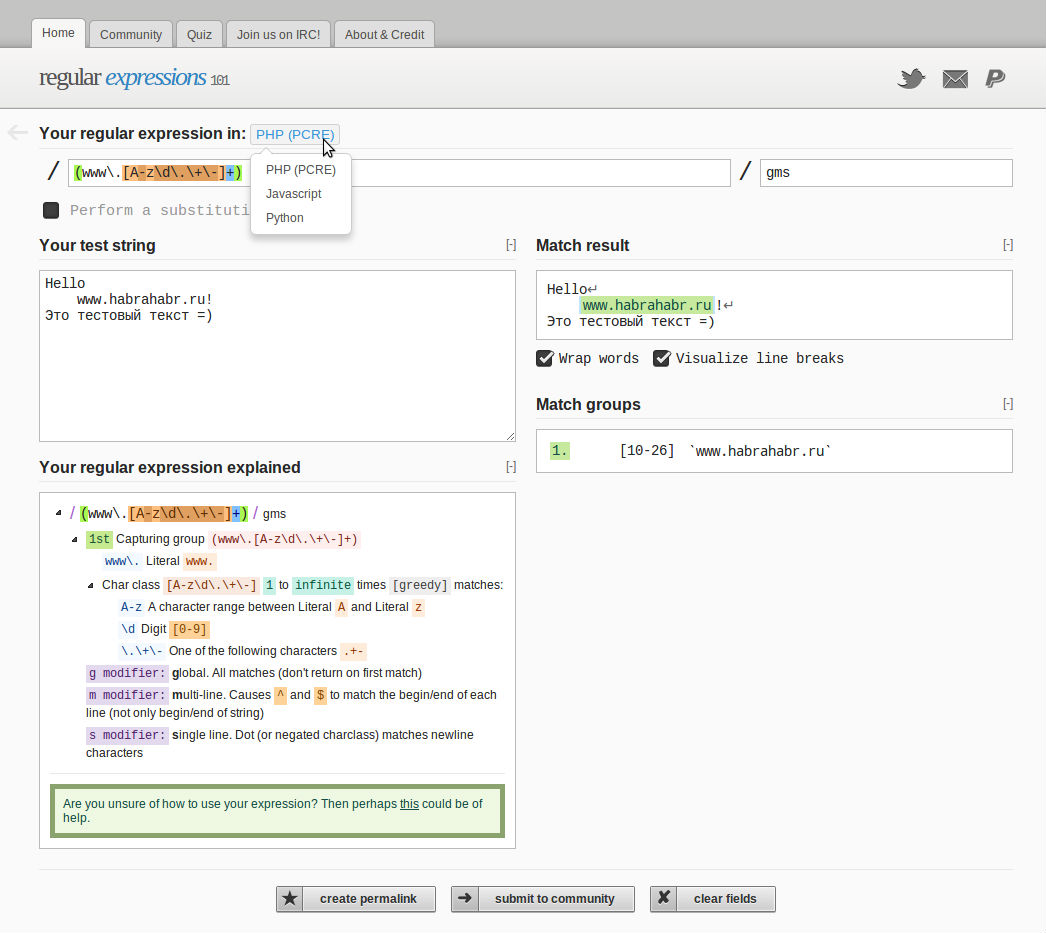 Home Community Quiz Join us on IRC! About & Credit
regular expressions 101
Your regular expression in: PHP (PCRE)
/ (www\.[A-z\d\.\+\-]+) / gms
PHP (PCRE)
Javascript
Python
Perform a substituti
Your test string [-]
Hello
www.habrahabr.ru!
Это тестовый текст =)
Match result [-]
Hello↵
www.habrahabr.ru!↵
Это тестовый текст =)
Wrap words Visualize line breaks
Match groups [-]
1. [10-26] `www.habrahabr.ru`
Your regular expression explained [-]
/ (www\.[A-z\d\.\+\-]+) / gms
1st Capturing group (www\.[A-z\d\.\+\-]+)
www\. Literal www.
Char class [A-z\d\.\+\-] 1 to infinite times [greedy] matches:
A-z A character range between Literal A and Literal z
\d Digit [0-9]
\.\+\- One of the following characters .+-
g modifier: global. All matches (don't return on first match)
m modifier: multi-line. Causes ^ and $ to match the begin/end of each
line (not only begin/end of string)
s modifier: single line. Dot (or negated charclass) matches newline
characters
Are you unsure of how to use your expression? Then perhaps this could be of
help.
create permalink submit to community clear fields